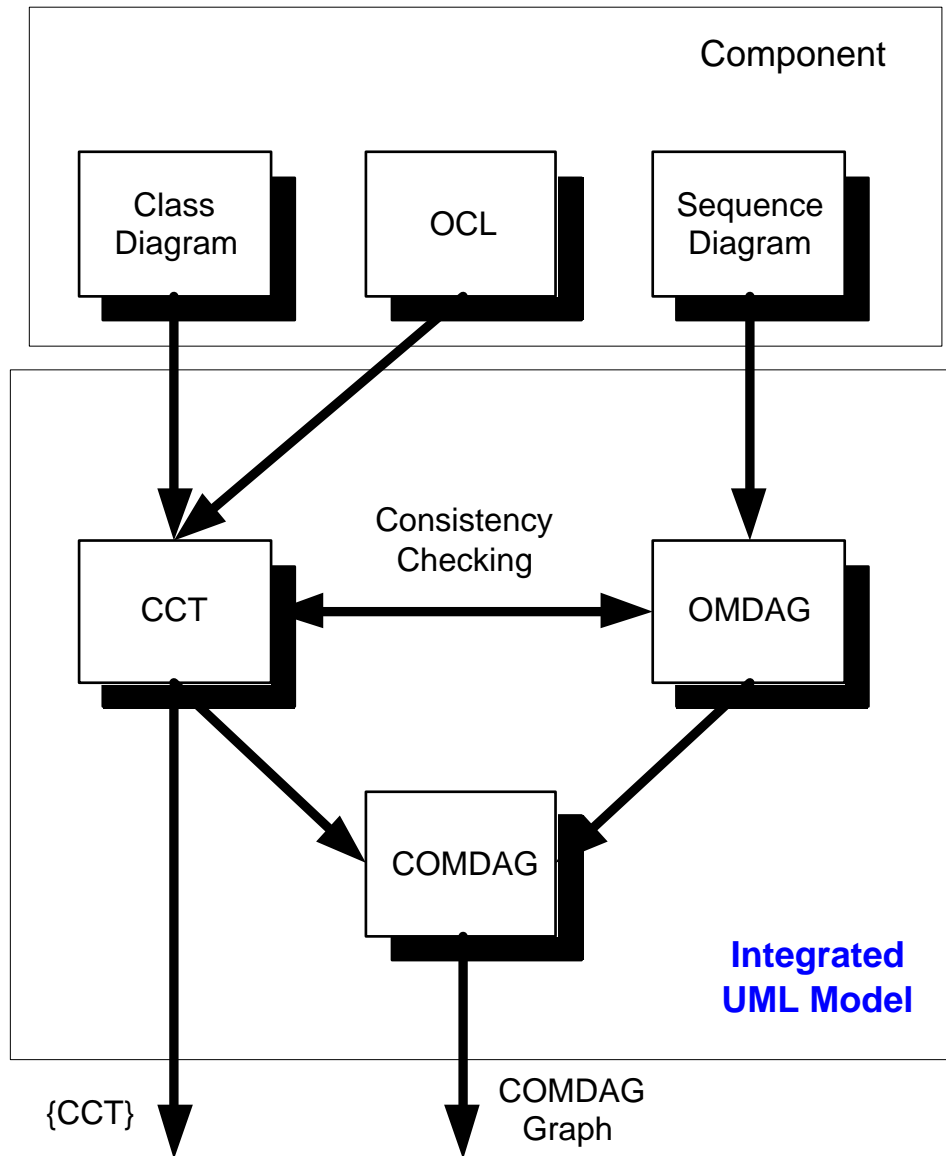 Component
Class
Diagram
OCL
Sequence
Diagram
Consistency
Checking
CCT
OMDAG
COMDAG
Integrated
UML Model
{CCT}
COMDAG
Graph